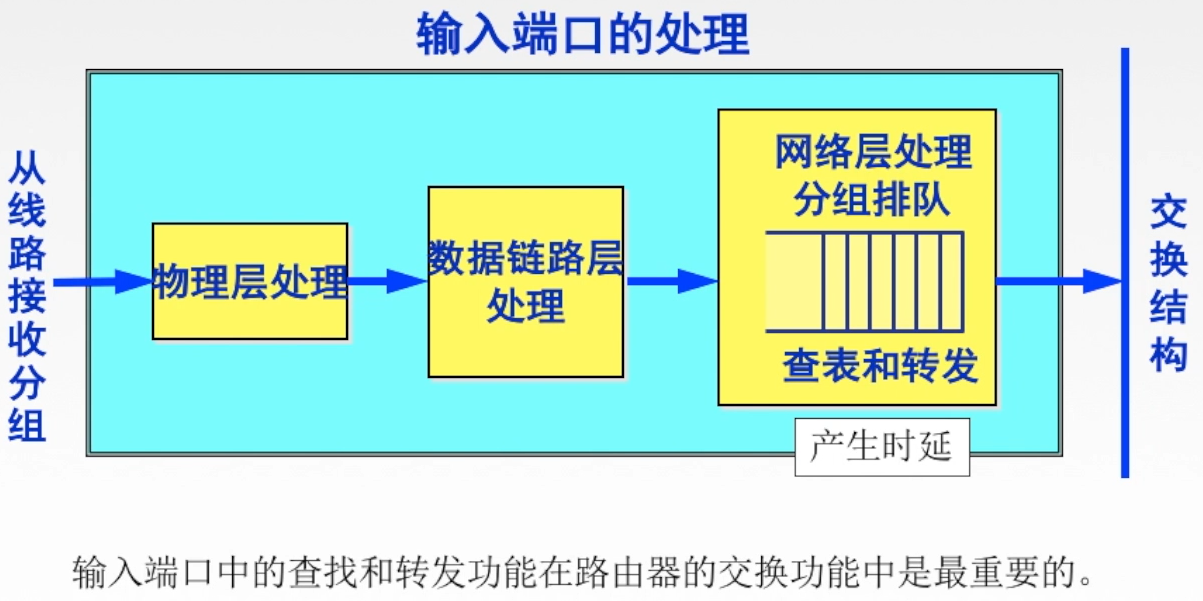 输入端口的处理
从线路接收分组
物理层处理
数据链路层
处理
网络层处理
分组排队
查表和转发
产生时延
交换结构
输入端口中的查找和转发功能在路由器的交换功能中是最重要的。